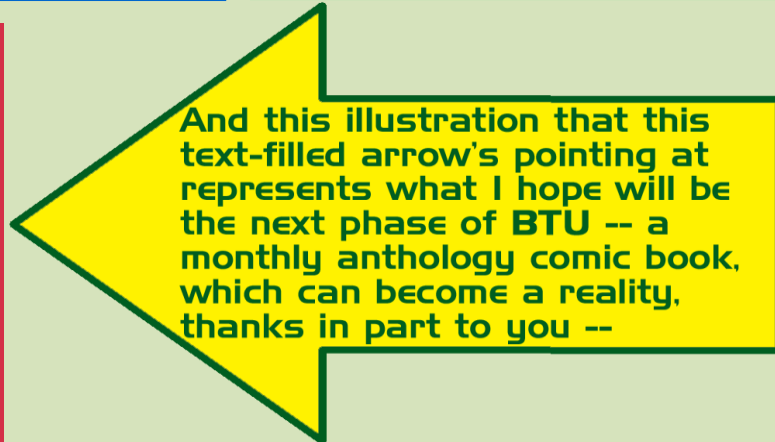 And this illustration that this
text-filled arrow's pointing at
represents what I hope will be
the next phase of BTU -- a
monthly anthology comic book,
which can become a reality,
thanks in part to you --